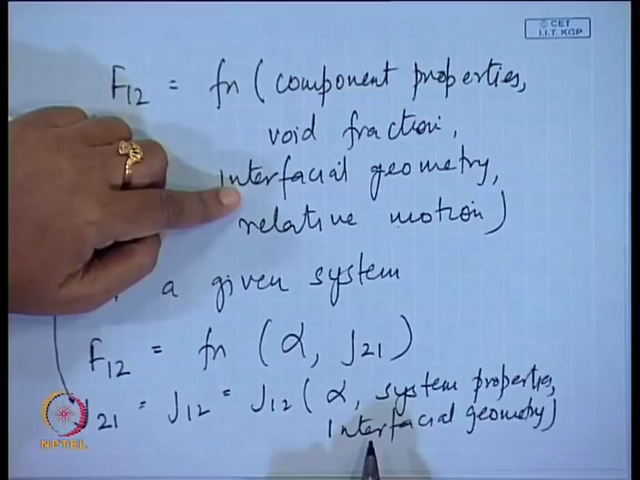 © CET
I.I.T. KGP
F12 = fn ( component properties,
void fraction,
interfacial geometry,
relative motion )
a given system
F12 = fn ( α, J21 )
21 = J12 = J12 ( α, system properties,
interfacial geometry )
NPTEL